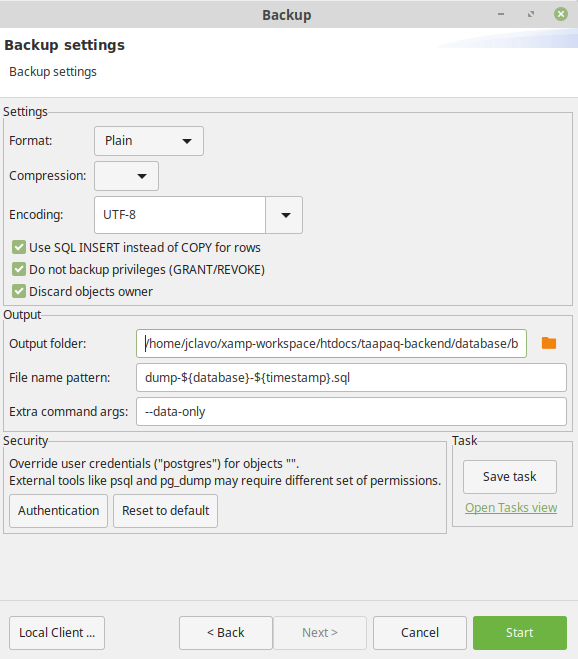 Backup
Backup settings
Backup settings
Settings
Format: Plain
Compression:
Encoding: UTF-8
Use SQL INSERT instead of COPY for rows
Do not backup privileges (GRANT/REVOKE)
Discard objects owner
Output
Output folder: /home/jclavo/xamp-workspace/htdocs/taapaq-backend/database/b
File name pattern: dump-${database}-${timestamp}.sql
Extra command args: --data-only
Security
Override user credentials ("postgres") for objects "".
External tools like psql and pg_dump may require different set of permissions.
Authentication Reset to default
Task
Save task
Open Tasks view
Local Client ... < Back Next > Cancel Start